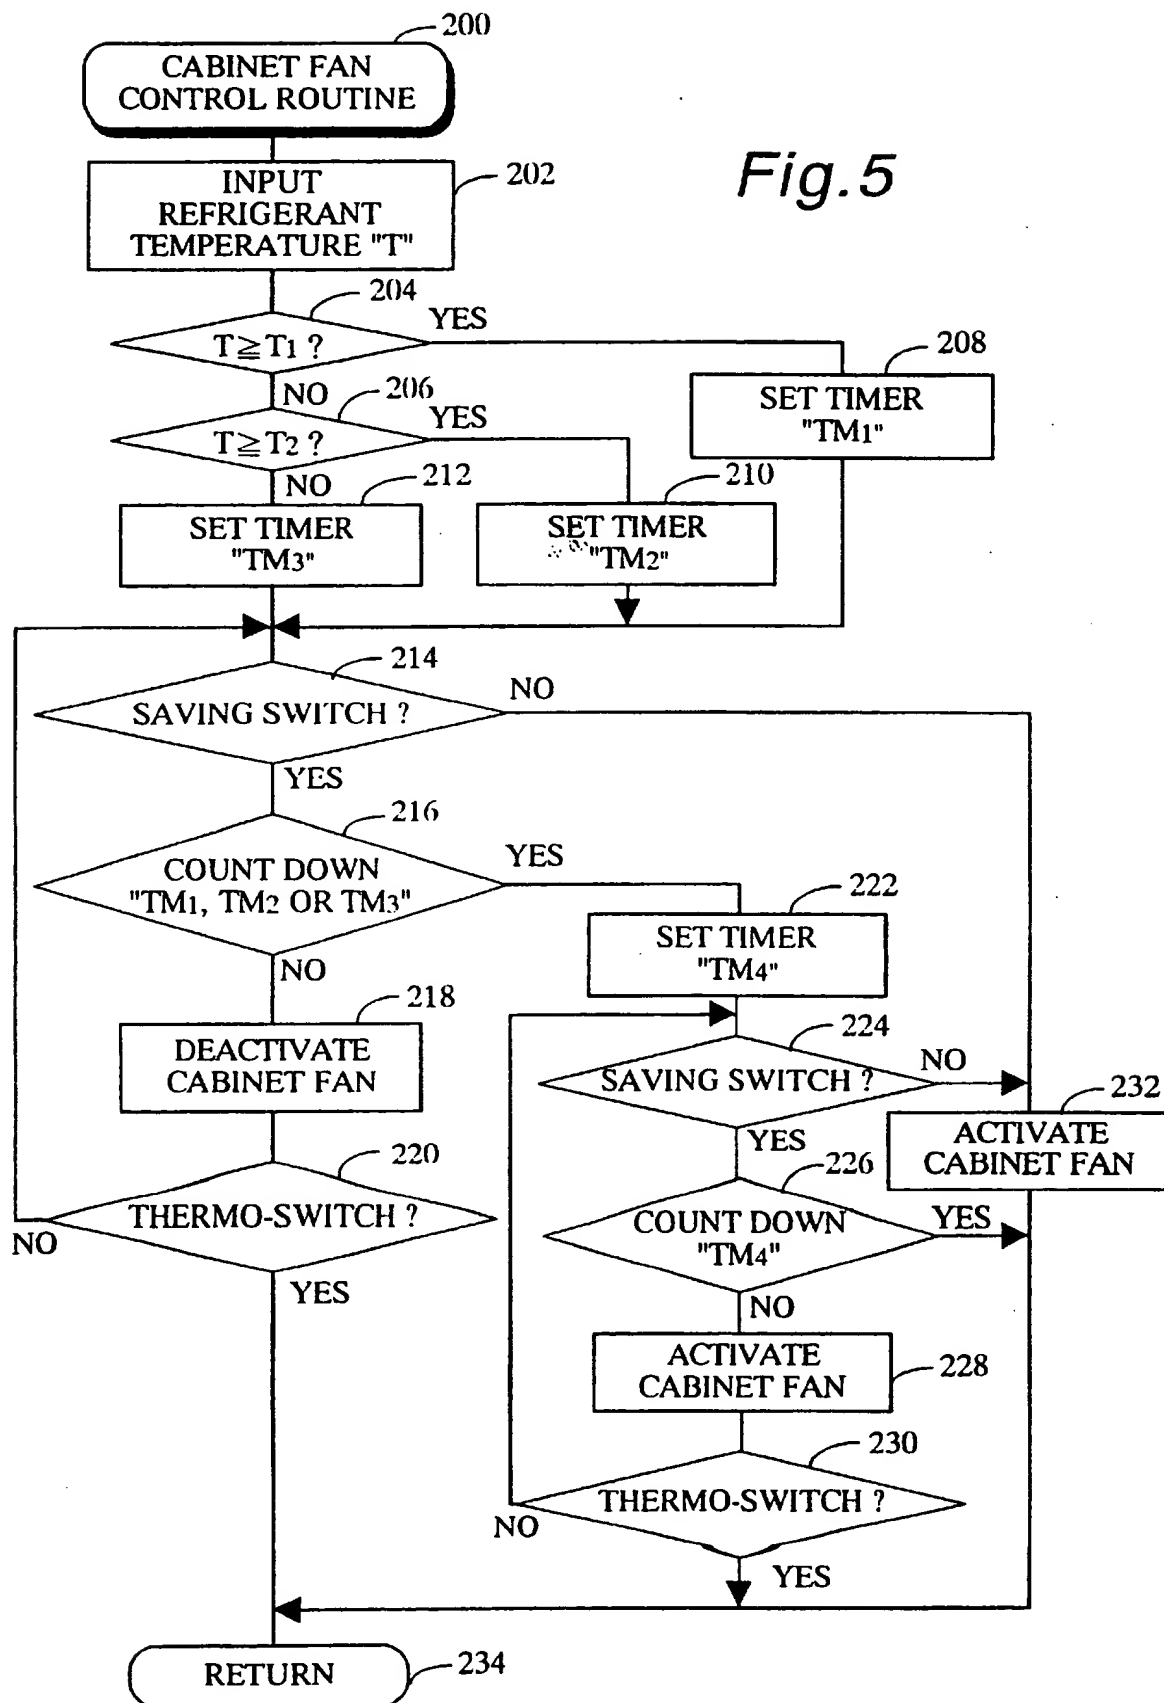 200
CABINET FAN
CONTROL ROUTINE
Fig.5
202
INPUT
REFRIGERANT
TEMPERATURE "T"
204
YES
T≧T1 ?
208
NO
206
YES
SET TIMER
"TM1"
T≧T2 ?
NO
212
210
SET TIMER
"TM3"
SET TIMER
"TM2"
214
NO
SAVING SWITCH ?
YES
216
YES
COUNT DOWN
"TM1, TM2 OR TM3"
222
SET TIMER
"TM4"
NO
218
224
DEACTIVATE
CABINET FAN
SAVING SWITCH ?
NO
232
YES
ACTIVATE
CABINET FAN
220
226
THERMO-SWITCH ?
NO
YES
COUNT DOWN
"TM4"
YES
NO
ACTIVATE
CABINET FAN
228
230
THERMO-SWITCH ?
NO
YES
RETURN
234